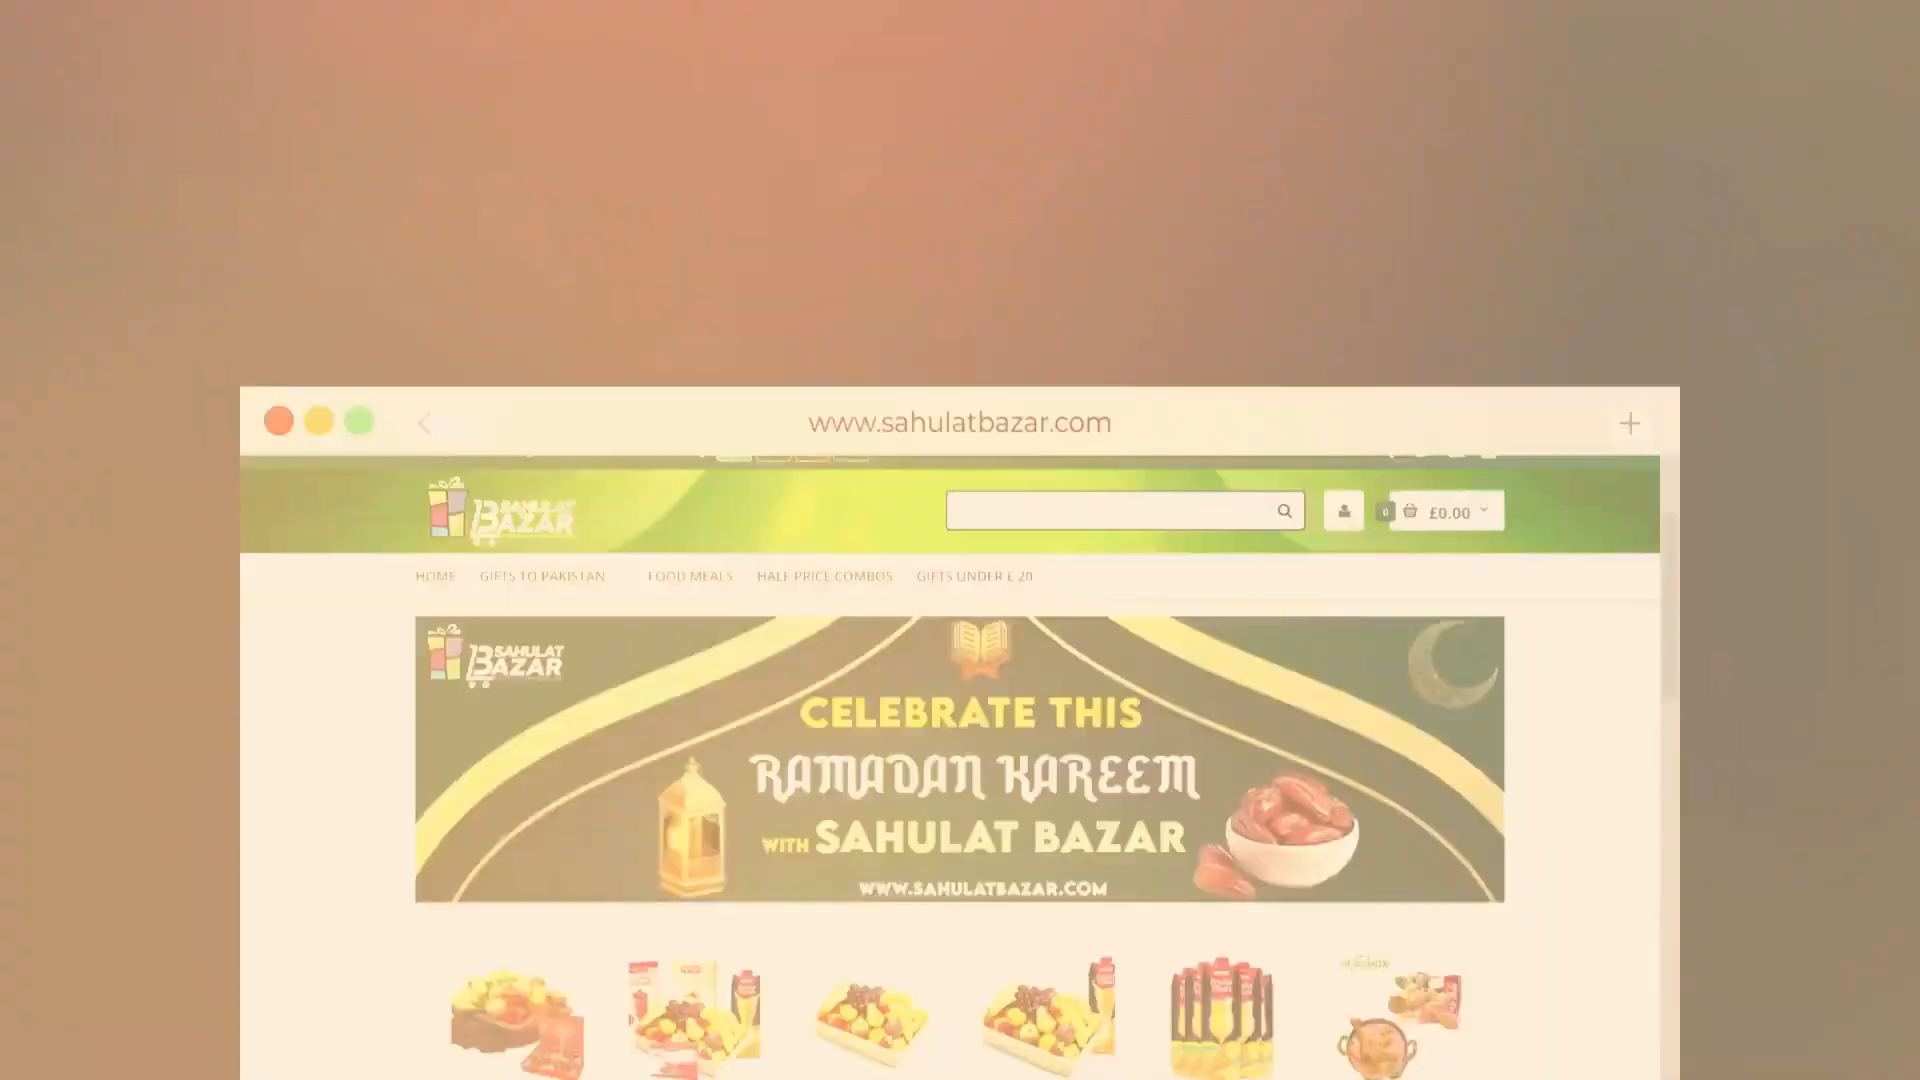 www.sahulatbazar.com
SAHULAT
BAZAR
0 £0.00
HOME GIFTS TO PAKISTAN FOOD MEALS HALF PRICE COMBOS GIFTS UNDER £ 20
SAHULAT
BAZAR
CELEBRATE THIS
RAMADAN KAREEM
WITH SAHULAT BAZAR
WWW.SAHULATBAZAR.COM